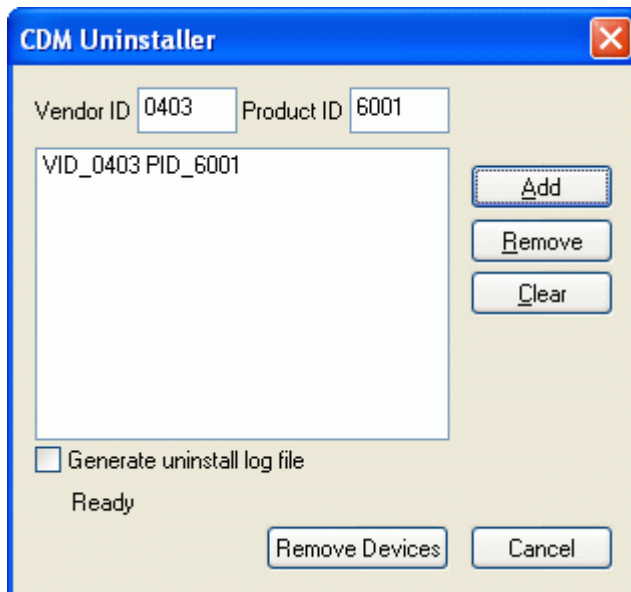 CDM Uninstaller
Vendor ID 0403 Product ID 6001
VID_0403 PID_6001
Add
Remove
Clear
Generate uninstall log file
Ready
Remove Devices Cancel